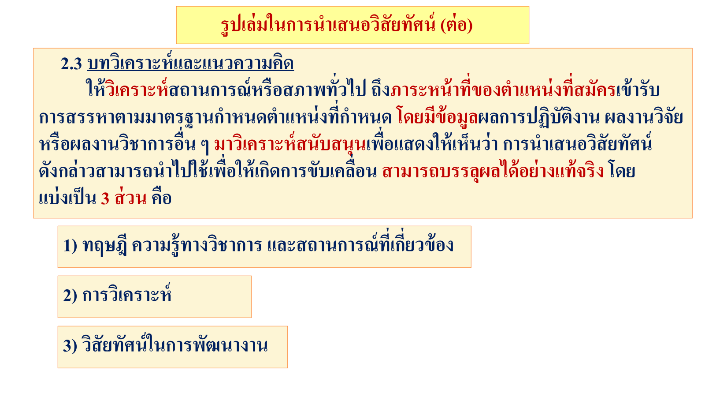 รูปเล่มในการนำเสนอวิสัยทัศน์ (ต่อ)
2.3 บทวิเคราะห์และแนวความคิด
ให้วิเคราะห์สถานการณ์หรือสภาพทั่วไป ถึงภาระหน้าที่ของตำแหน่งที่สมัครเข้ารับ
การสรรหาตามมาตรฐานกำหนดตำแหน่งที่กำหนด โดยมีข้อมูลผลการปฏิบัติงาน ผลงานวิจัย
หรือผลงานวิชาการอื่น ๆ มาวิเคราะห์สนับสนุนเพื่อแสดงให้เห็นว่า การนำเสนอวิสัยทัศน์
ดังกล่าวสามารถนำไปใช้เพื่อให้เกิดการขับเคลื่อน สามารถบรรลุผลได้อย่างแท้จริง โดย
แบ่งเป็น 3 ส่วน คือ
1) ทฤษฎี ความรู้ทางวิชาการ และสถานการณ์ที่เกี่ยวข้อง
2) การวิเคราะห์
3) วิสัยทัศน์ในการพัฒนางาน